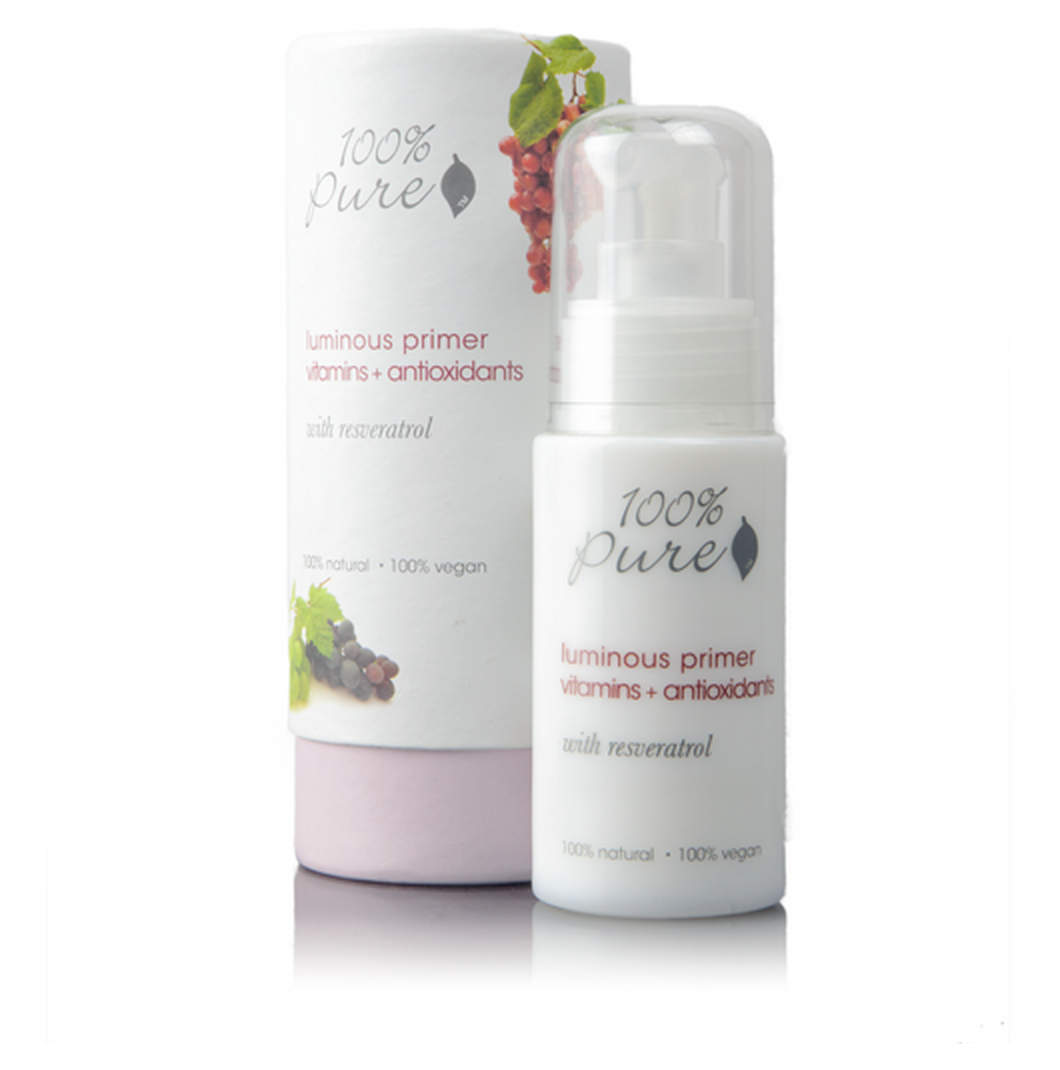 100%
Pure
TM
luminous primer
vitamins + antioxidants
with resveratrol
100% natural • 100% vegan
100%
Pure
luminous primer
vitamins + antioxidants
with resveratrol
100% natural • 100% vegan